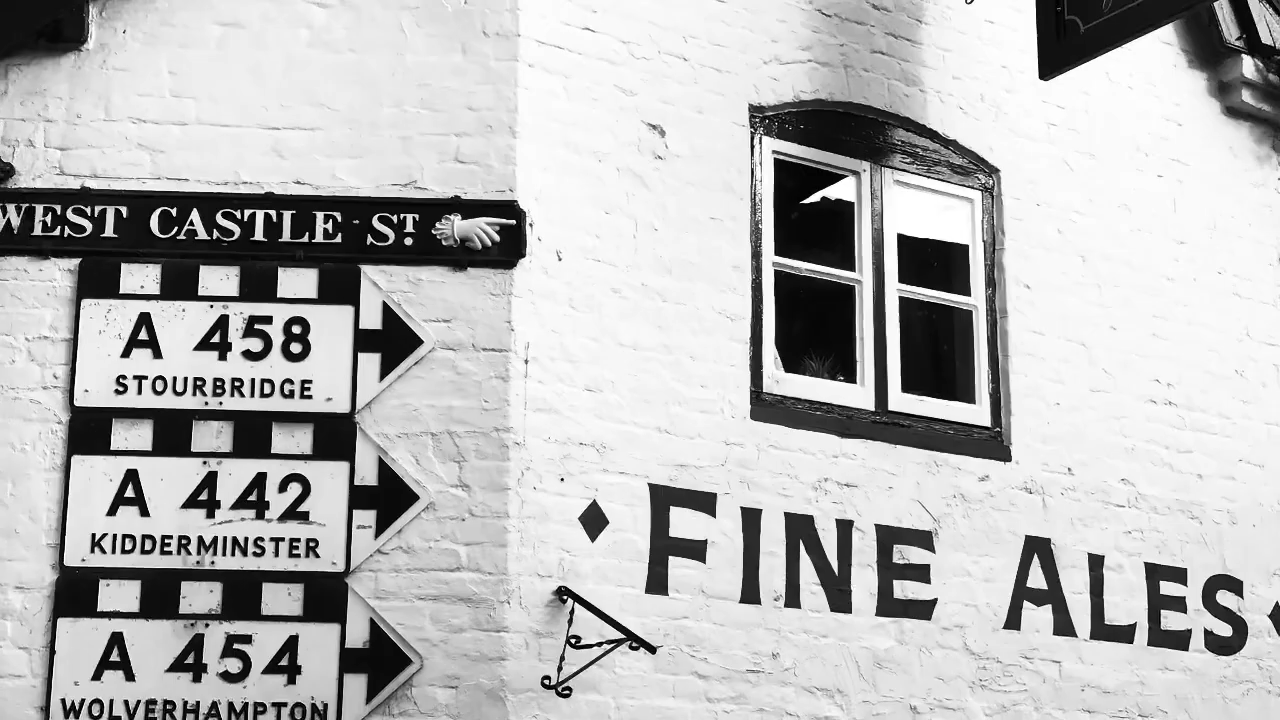 WEST CASTLE ST.
A 458
STOURBRIDGE
A 442
KIDDERMINSTER
A 454
WOLVERHAMPTON
FINE ALES